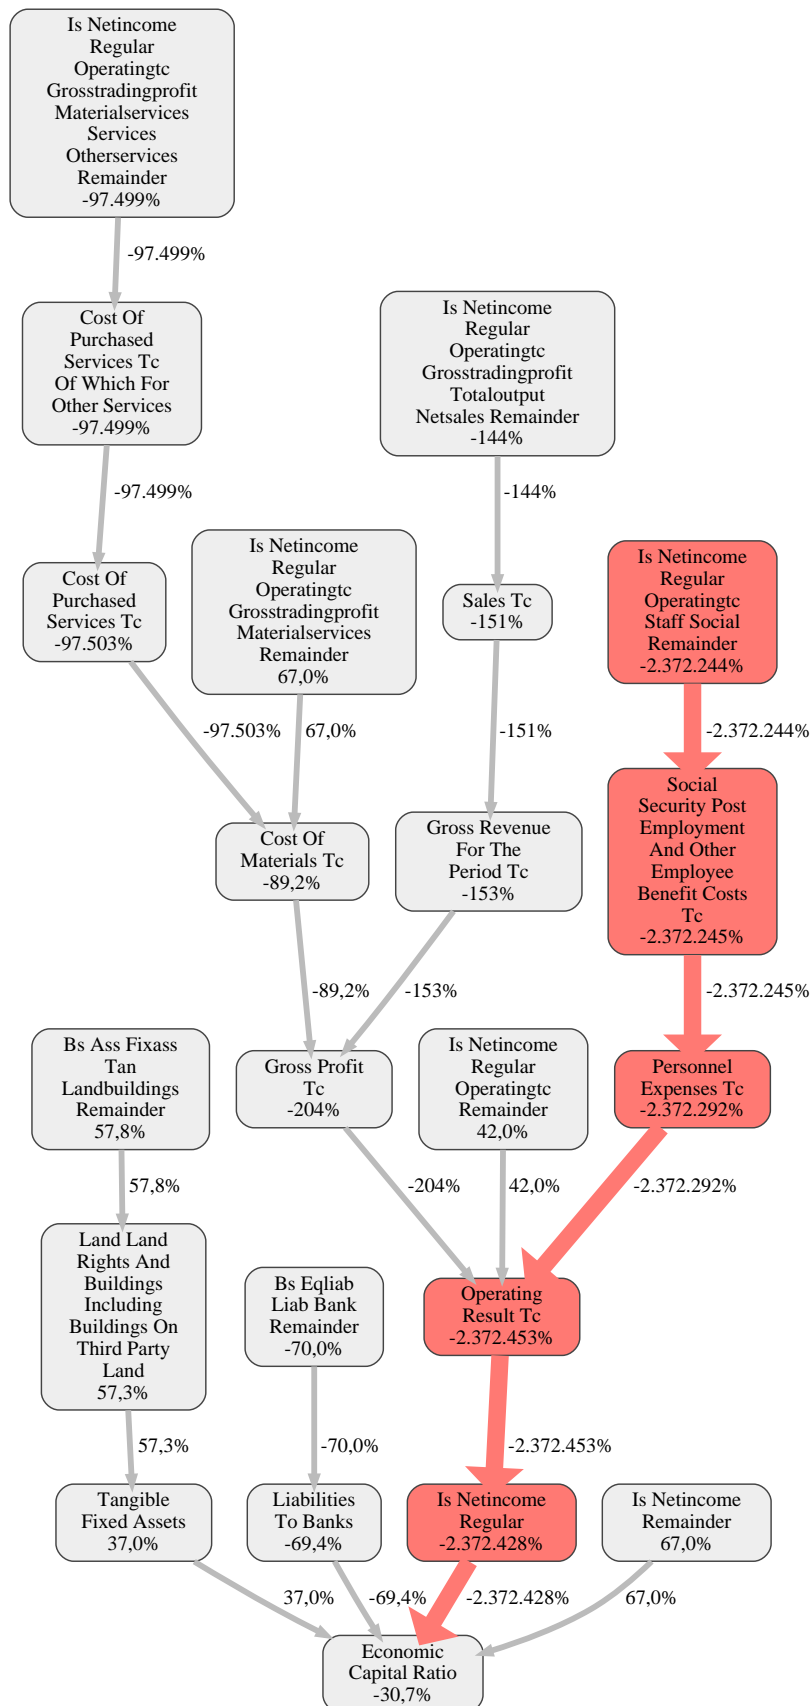 Is Netincome
Regular
Operatingtc
Grosstradingprofit
Materialservices
Services
Otherservices
Remainder
-97.499%
-97.499%
Cost Of
Purchased
Services Tc
Of Which For
Other Services
-97.499%
Is Netincome
Regular
Operatingtc
Grosstradingprofit
Totaloutput
Netsales Remainder
-144%
-97.499%
-144%
Cost Of
Purchased
Services Tc
-97.503%
Is Netincome
Regular
Operatingtc
Grosstradingprofit
Materialservices
Remainder
67,0%
Sales Tc
-151%
Is Netincome
Regular
Operatingtc
Staff Social
Remainder
-2.372.244%
-97.503%
67,0%
-151%
-2.372.244%
Cost Of
Materials Tc
-89,2%
Gross Revenue
For The
Period Tc
-153%
Social
Security Post
Employment
And Other
Employee
Benefit Costs
Tc
-2.372.245%
-89,2%
-153%
-2.372.245%
Bs Ass Fixass
Tan
Landbuildings
Remainder
57,8%
Gross Profit
Tc
-204%
Is Netincome
Regular
Operatingtc
Remainder
42,0%
Personnel
Expenses Tc
-2.372.292%
57,8%
-204%
42,0%
-2.372.292%
Land Land
Rights And
Buildings
Including
Buildings On
Third Party
Land
57,3%
Bs Eqliab
Liab Bank
Remainder
-70,0%
Operating
Result Tc
-2.372.453%
57,3%
-70,0%
-2.372.453%
Tangible
Fixed Assets
37,0%
Liabilities
To Banks
-69,4%
Is Netincome
Regular
-2.372.428%
Is Netincome
Remainder
67,0%
37,0%
-69,4%
-2.372.428%
67,0%
Economic
Capital Ratio
-30,7%